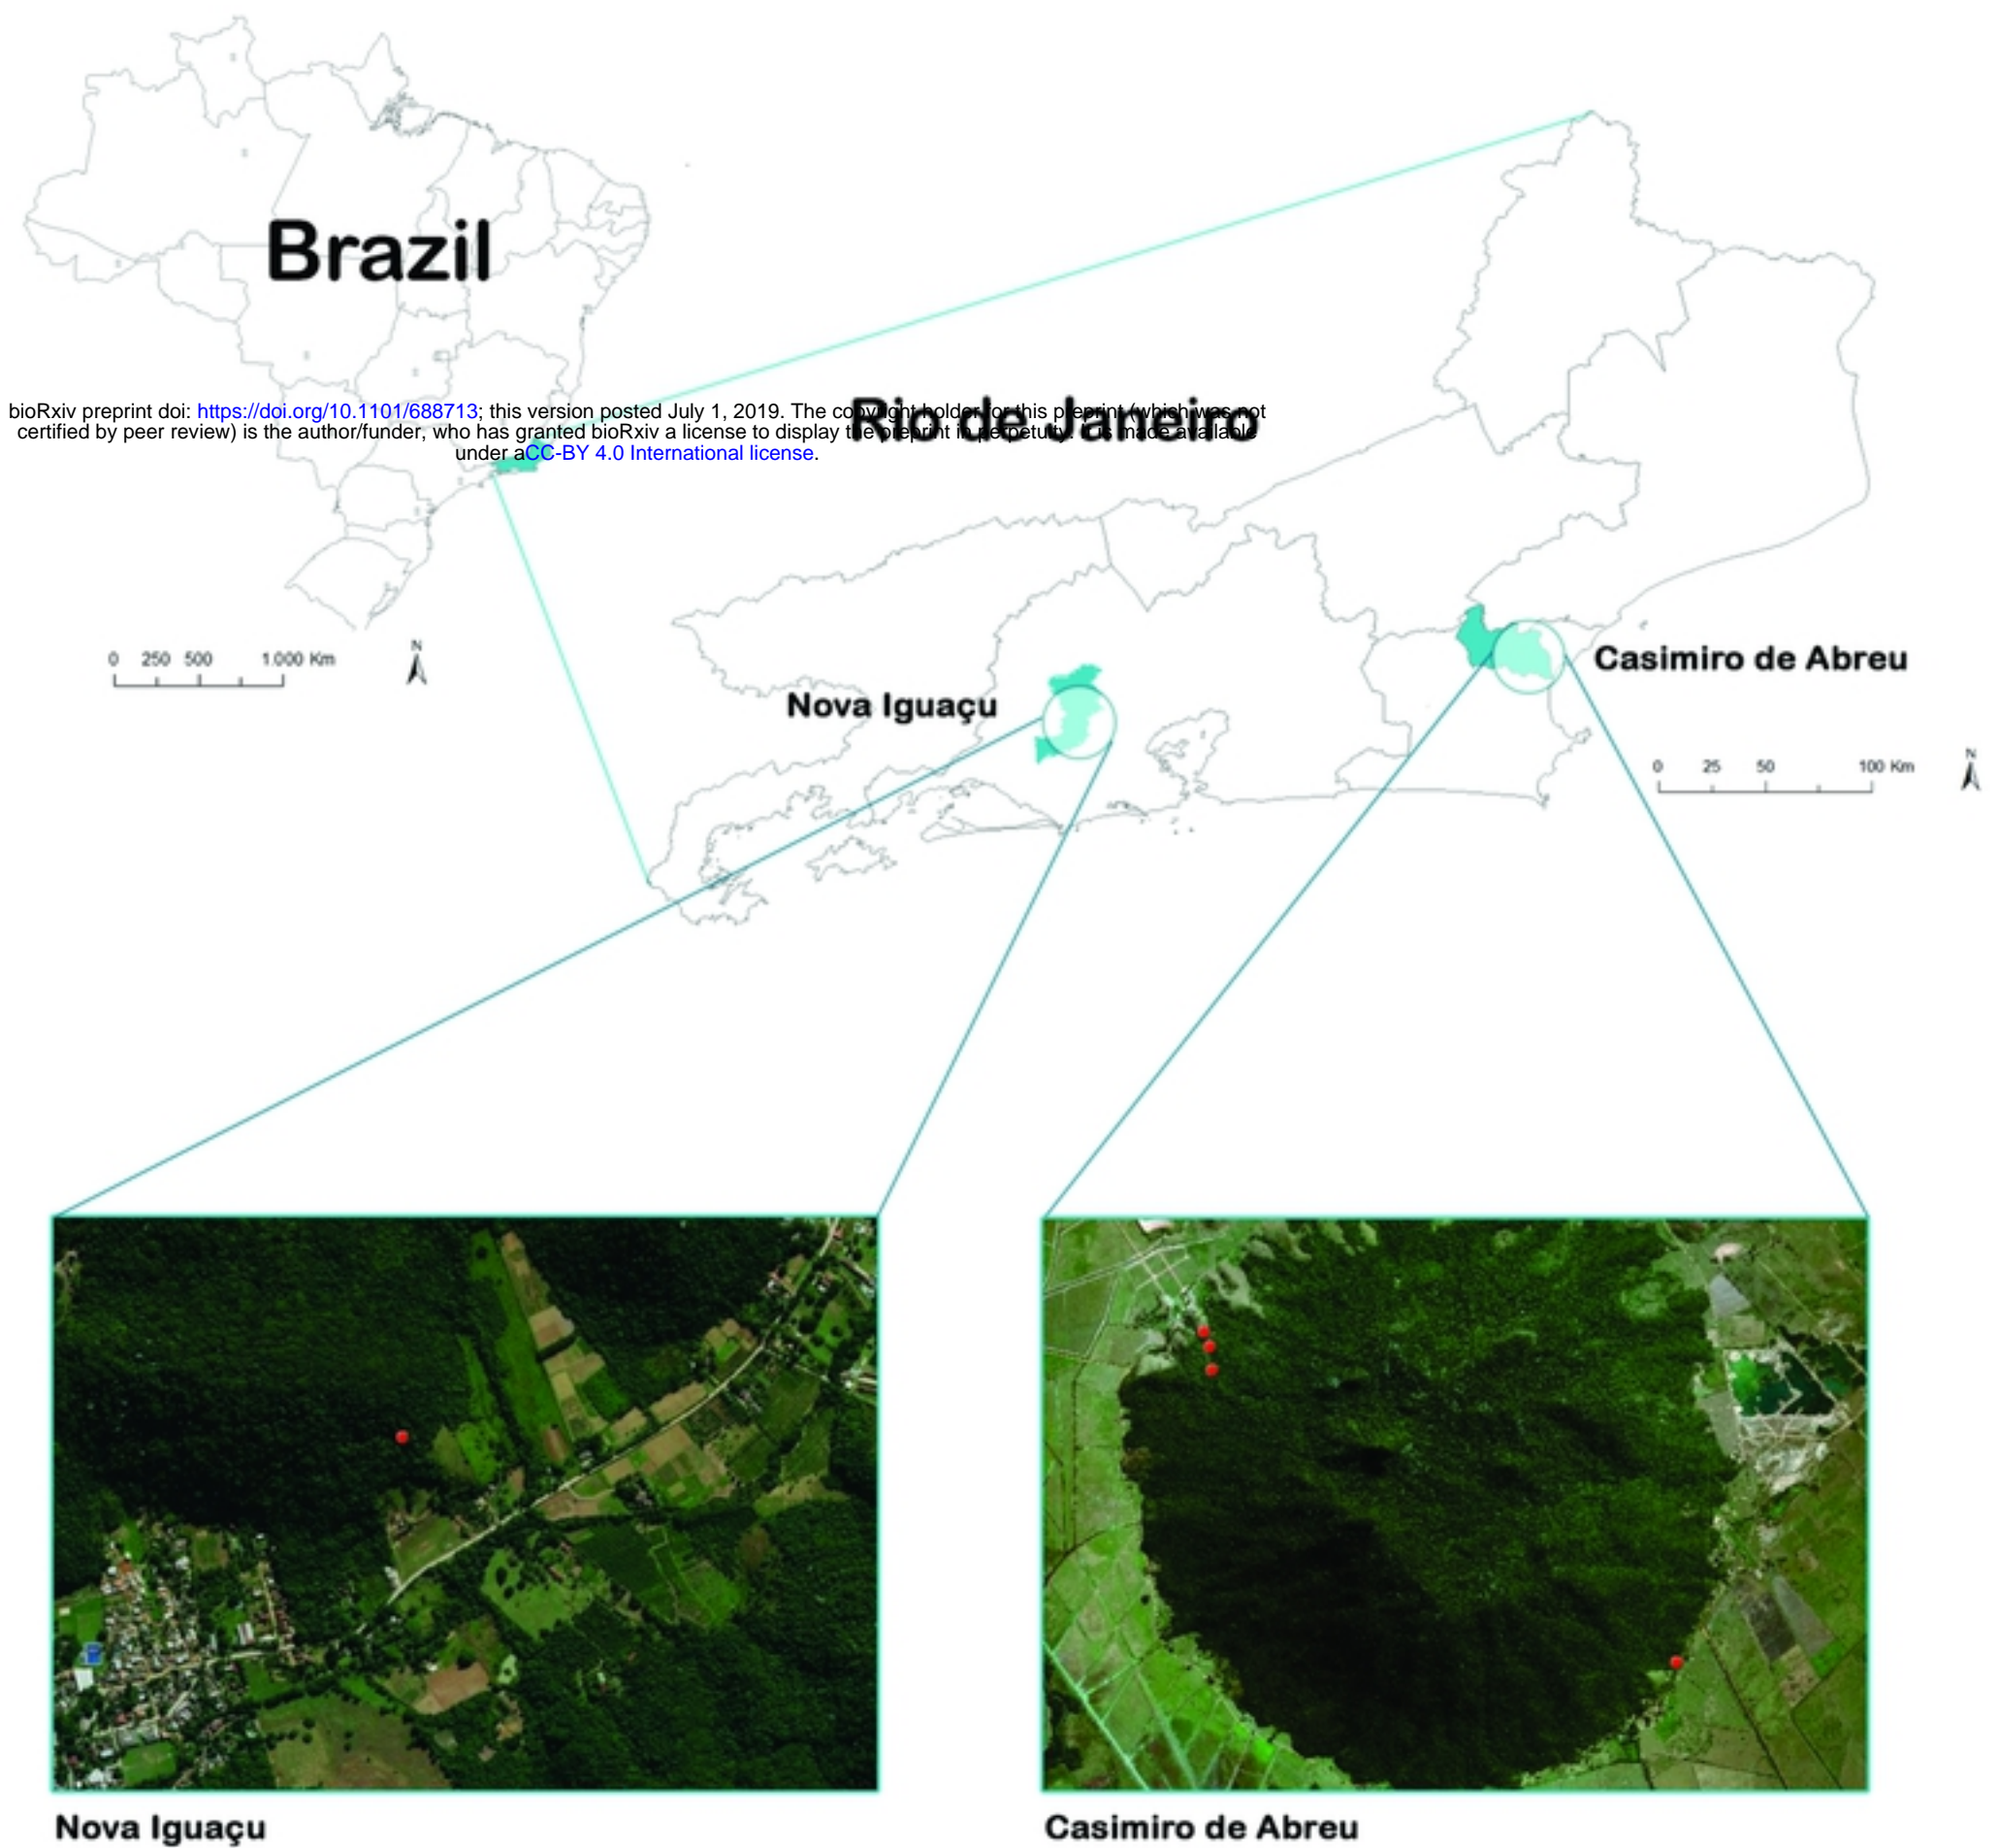 Brazil
bioRxiv preprint doi: https://doi.org/10.1101/688713; this version posted July 1, 2019. The copyright holder for this preprint (which was not
certified by peer review) is the author/funder, who has granted bioRxiv a license to display the preprint in perpetuity. It is made available
under aCC-BY 4.0 International license.
Rio de Janeiro
0 250 500 1.000 Km
N
Casimiro de Abreu
Nova Iguaçu
0 25 50 100 Km
N
Nova Iguaçu
Casimiro de Abreu